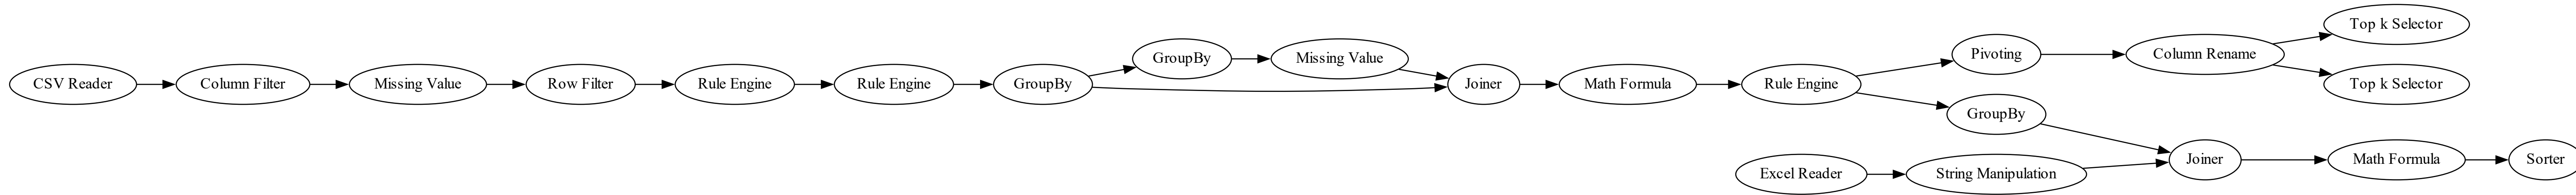 CSV Reader
Column Filter
Missing Value
Row Filter
Rule Engine
Rule Engine
GroupBy
GroupBy
Missing Value
Joiner
Math Formula
Rule Engine
Pivoting
Column Rename
Top k Selector
Top k Selector
GroupBy
Excel Reader
String Manipulation
Joiner
Math Formula
Sorter